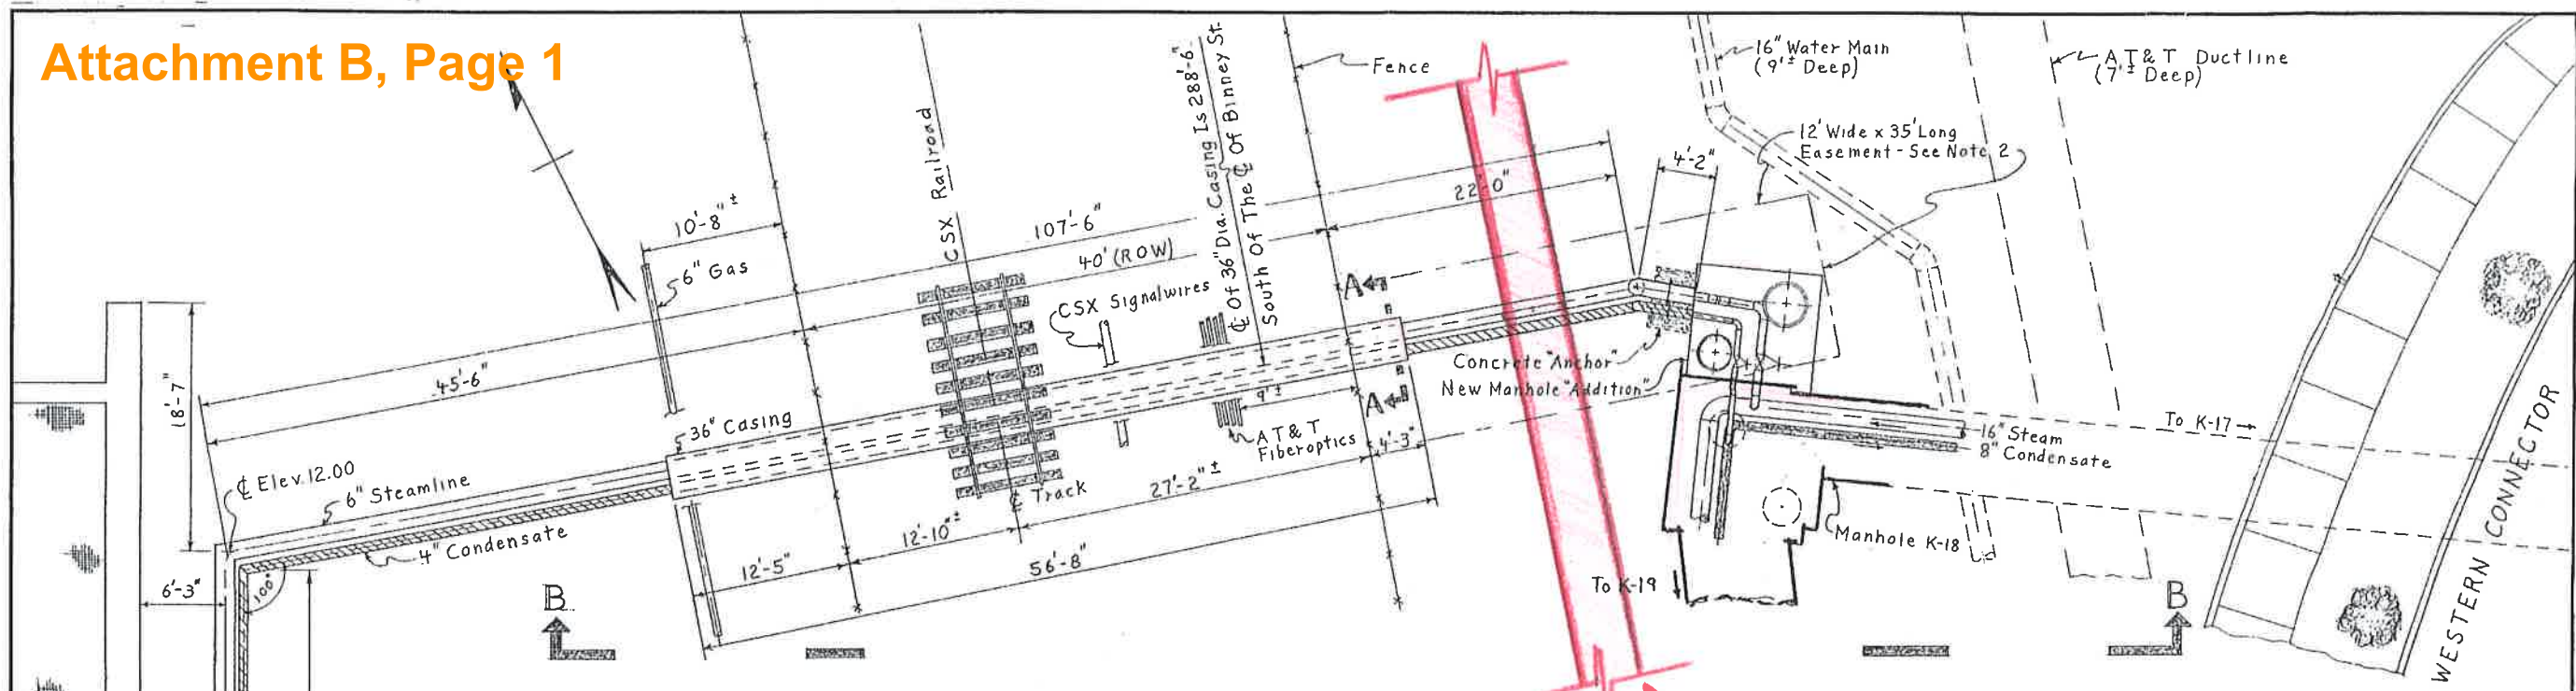 Attachment B, Page 1
16" Water Main
(9'± Deep)
A T & T Ductline
(7'± Deep)
Fence
CSX Railroad
℄ Of 36" Dia. Casing Is 288'-6"
South Of The ℄ Of Binney St.
12' Wide x 35' Long
Easement - See Note 2
4'-2"
22'-0"
10'-8"±
107'-6"
40' (ROW)
6" Gas
CSX Signalwires
A
18'-7"
45'-6"
36" Casing
Concrete "Anchor"
New Manhole "Addition"
9'±
A
AT&T
Fiberoptics
4'-3"
To K-17
16" Steam
8" Condensate
℄ Elev. 12.00
6" Steamline
℄ Track
27'-2"±
4" Condensate
12'-10"±
12'-5"
56'-8"
Manhole K-18
To K-19
6'-3"
100°
B
B
WESTERN CONNECTOR